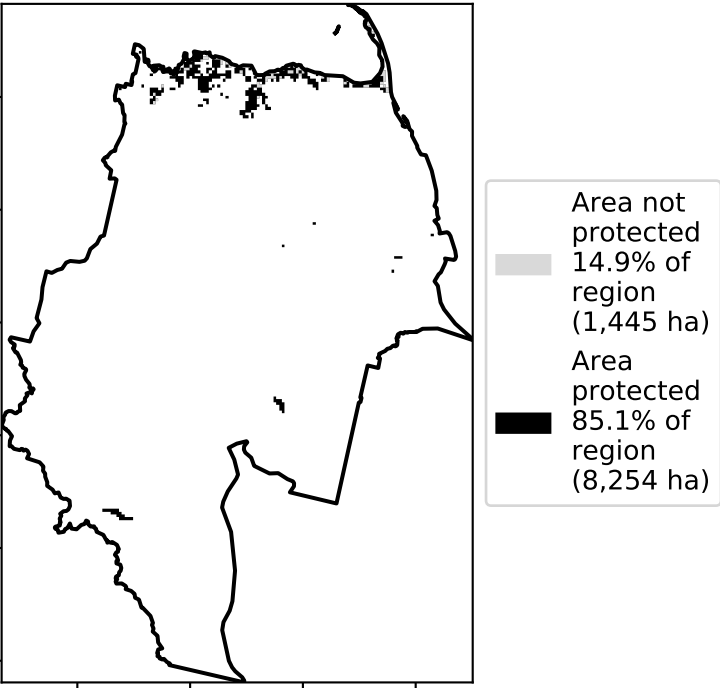 Area not
protected
14.9% of
region
(1,445 ha)
Area
protected
85.1% of
region
(8,254 ha)